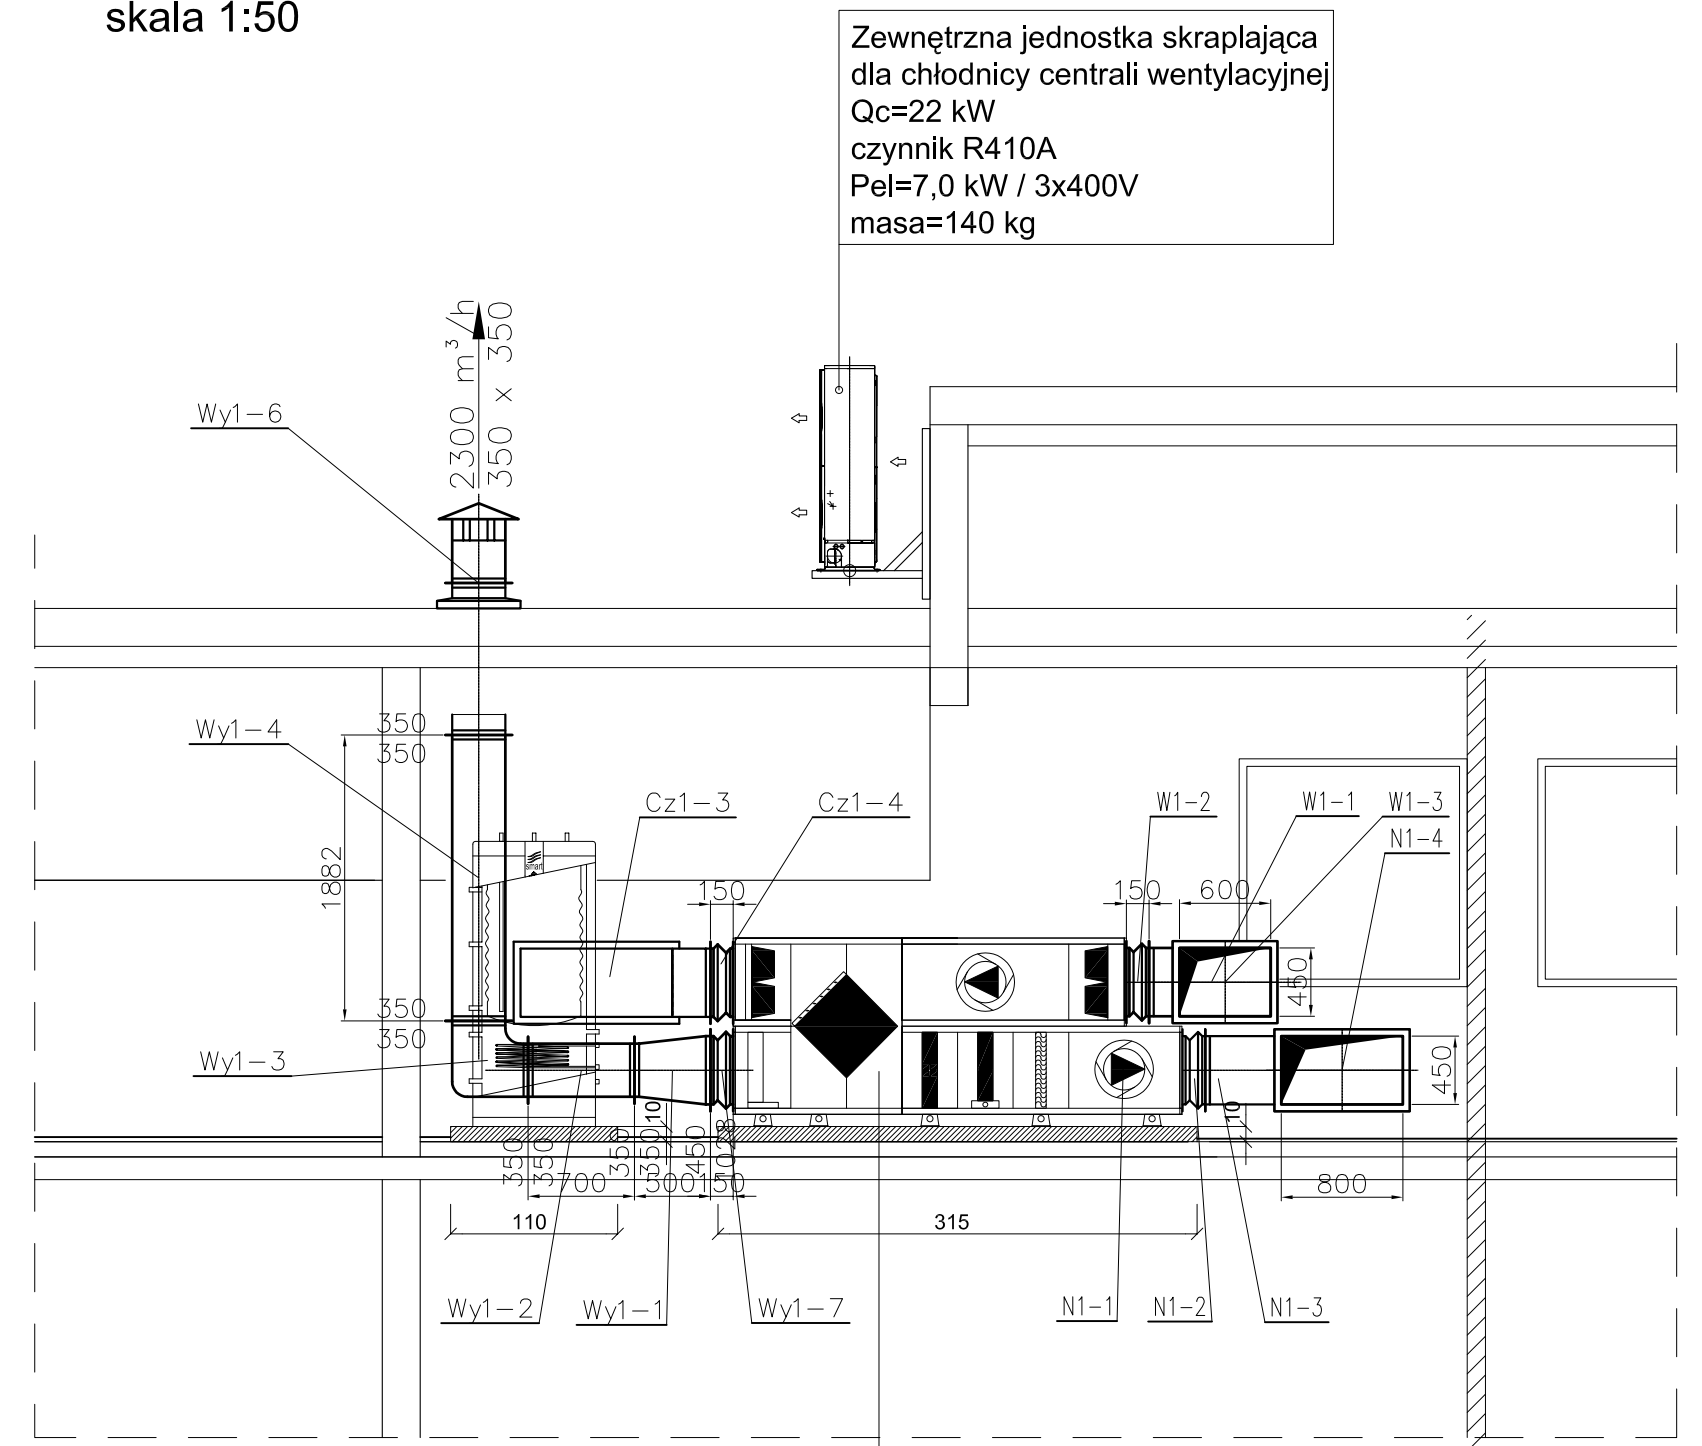 skala 1:50
Zewnętrzna jednostka skraplająca
dla chłodnicy centrali wentylacyjnej
Qc=22 kW
czynnik R410A
Pel=7,0 kW / 3x400V
masa=140 kg
2300 m³/h
350 x 350
Wy1-6
Wy1-4
350
350
1882
Cz1-3
Cz1-4
W1-2
W1-1
W1-3
N1-4
smart
150
150
600
450
350
350
Wy1-3
450
10
10
350
350
350
350
450
1028
700
500
150
800
110
315
Wy1-2
Wy1-1
Wy1-7
N1-1
N1-2
N1-3